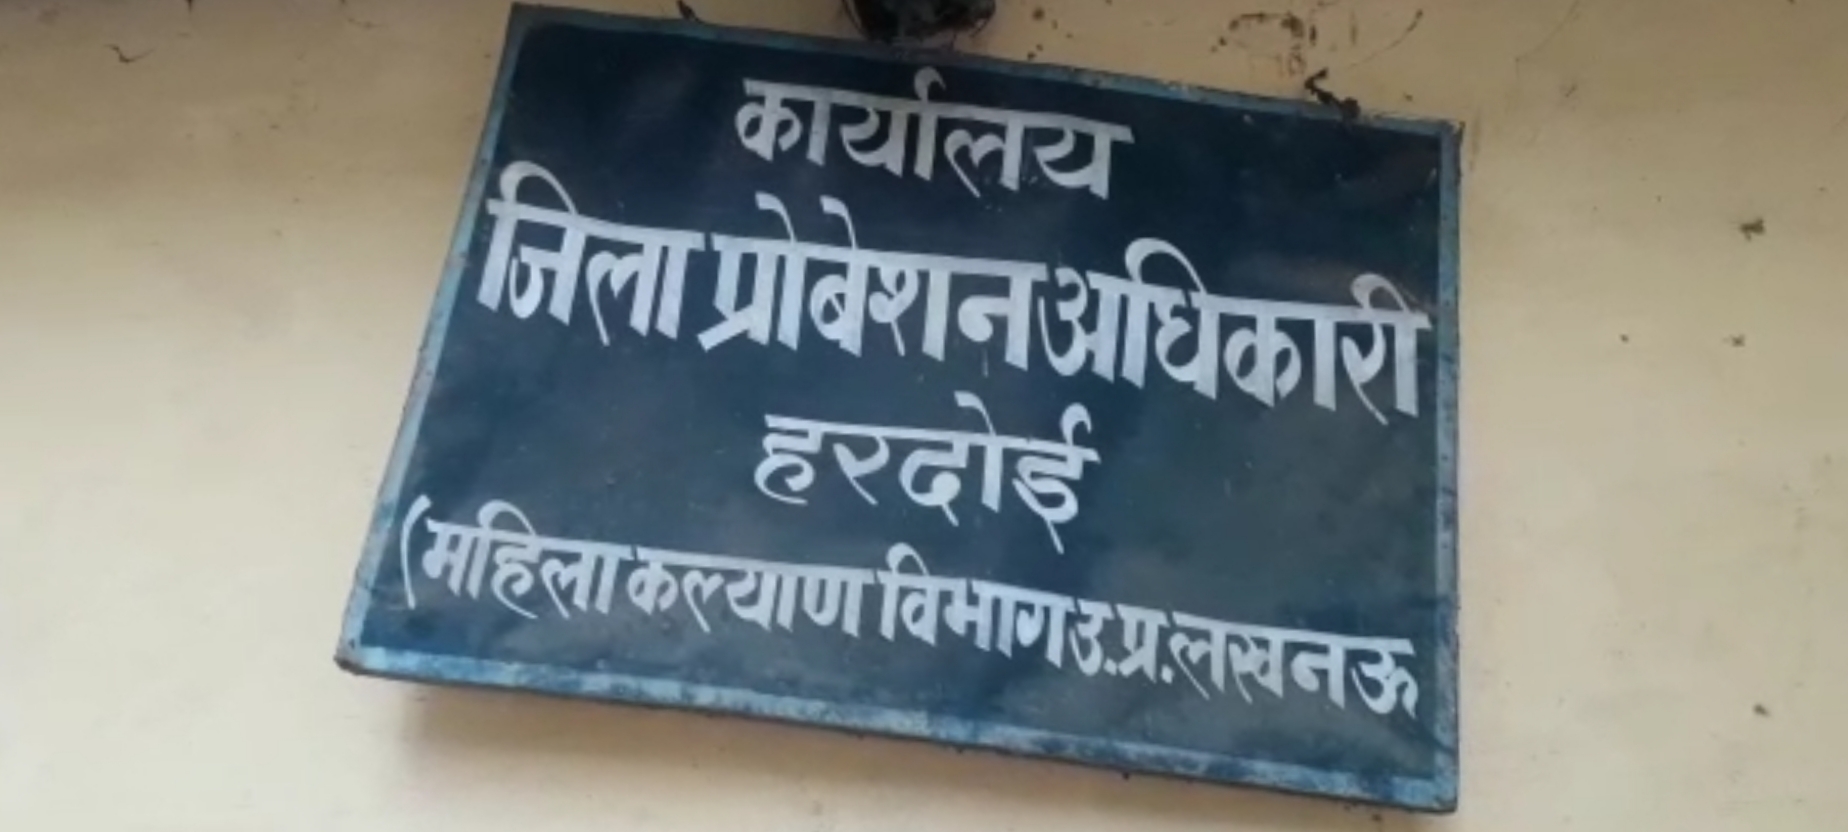 कार्यालय
जिला प्रोबेशन अधिकारी
हरदोई
(महिला कल्याण विभाग उ.प्र.लखनऊ